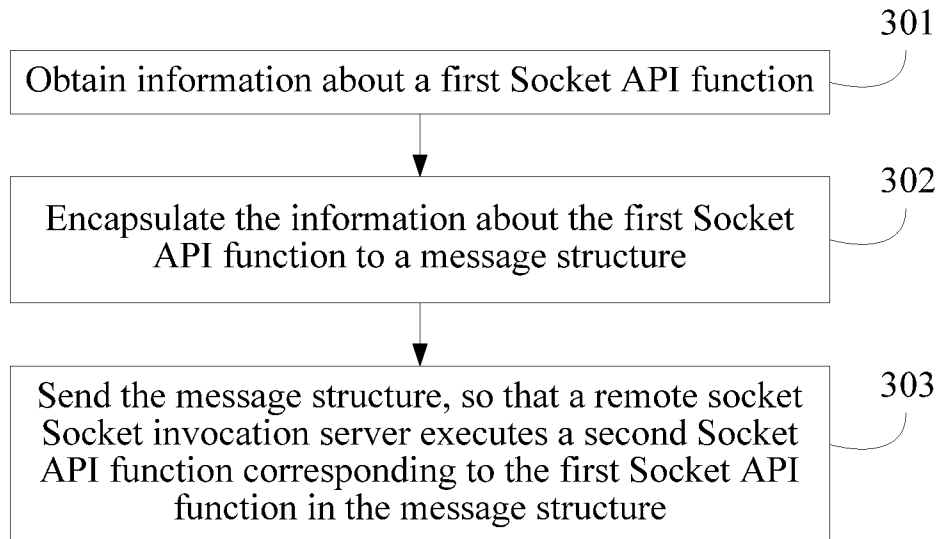 301
Obtain information about a first Socket API function
302
Encapsulate the information about the first Socket
API function to a message structure
303
Send the message structure, so that a remote socket
Socket invocation server executes a second Socket
API function corresponding to the first Socket API
function in the message structure